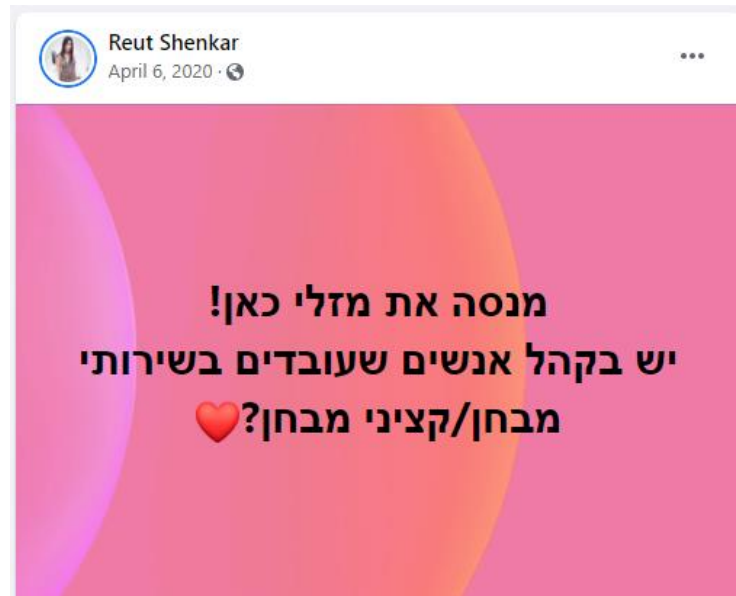 Reut Shenkar
April 6, 2020 ·
מנסה את מזלי כאן!
יש בקהל אנשים שעובדים בשירותי
מבחן/קציני מבחן?❤️